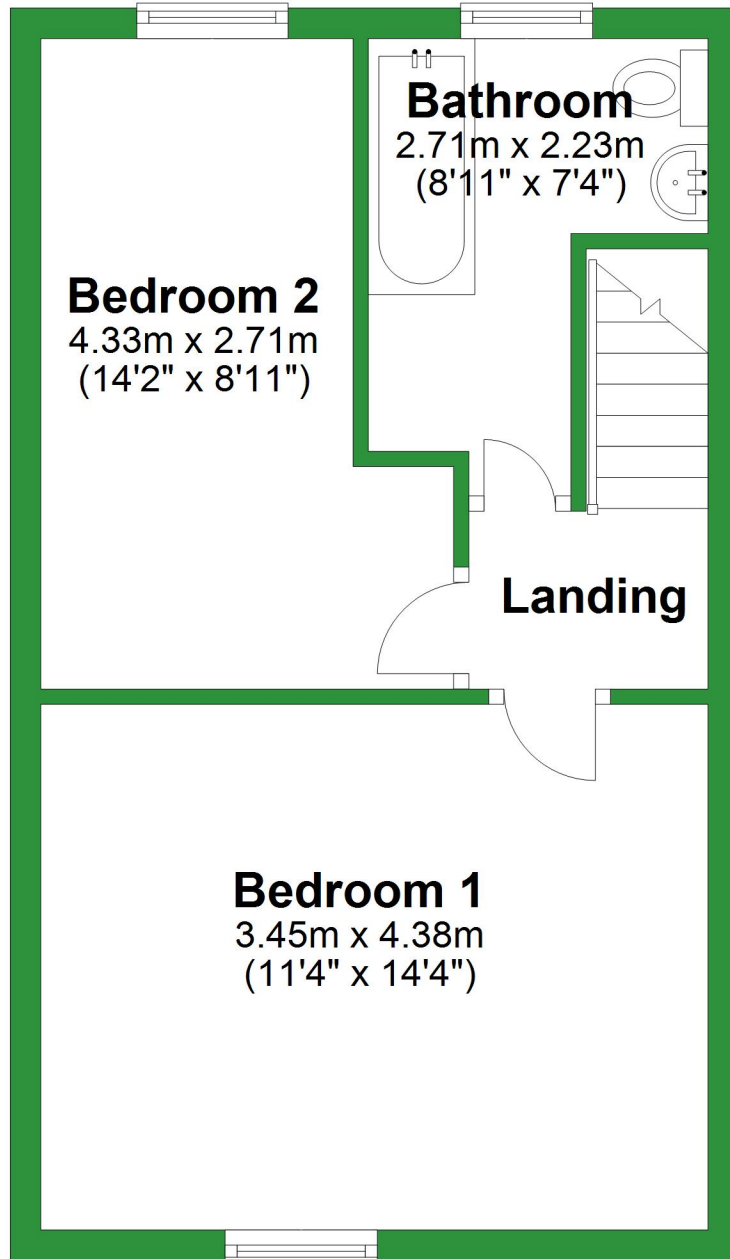 Bathroom
2.71m x 2.23m
(8'11" x 7'4")
Bedroom 2
4.33m x 2.71m
(14'2" x 8'11")
Landing
Bedroom 1
3.45m x 4.38m
(11'4" x 14'4")